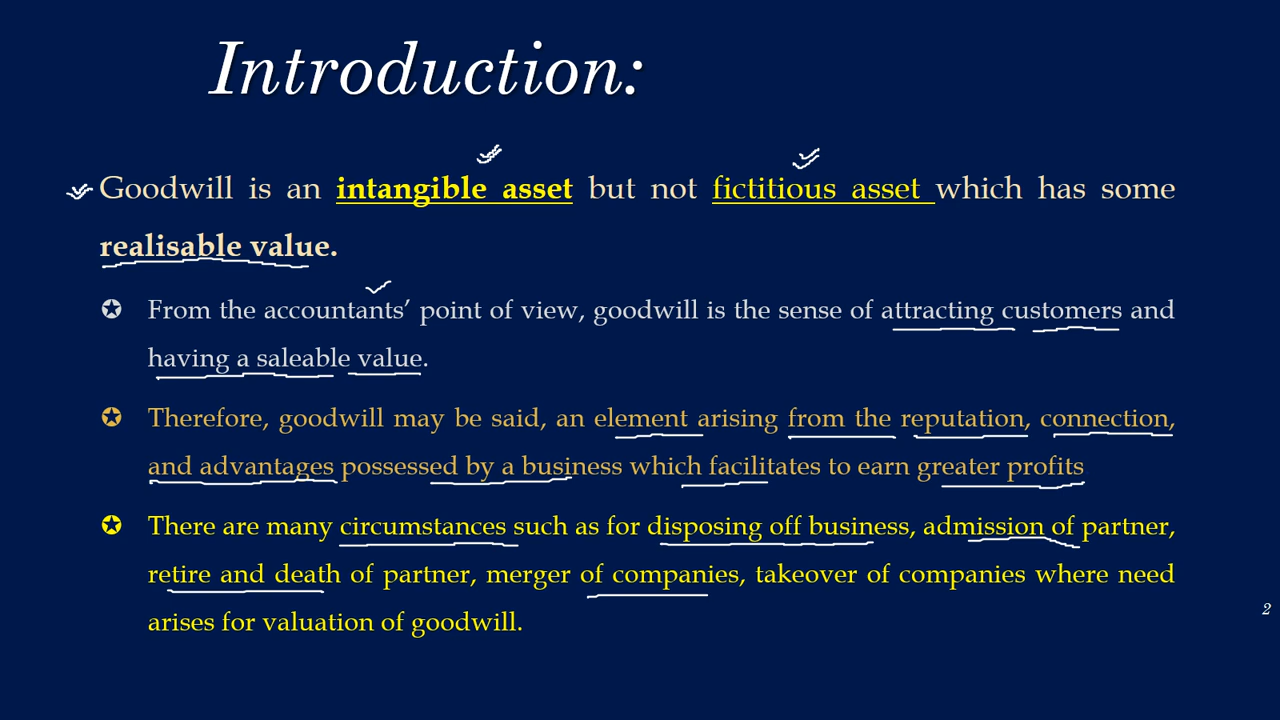 Introduction:
Goodwill is an intangible asset but not fictitious asset which has some
realisable value.
✪ From the accountants’ point of view, goodwill is the sense of attracting customers and
having a saleable value.
✪ Therefore, goodwill may be said, an element arising from the reputation, connection,
and advantages possessed by a business which facilitates to earn greater profits
✪ There are many circumstances such as for disposing off business, admission of partner,
retire and death of partner, merger of companies, takeover of companies where need
arises for valuation of goodwill.
2